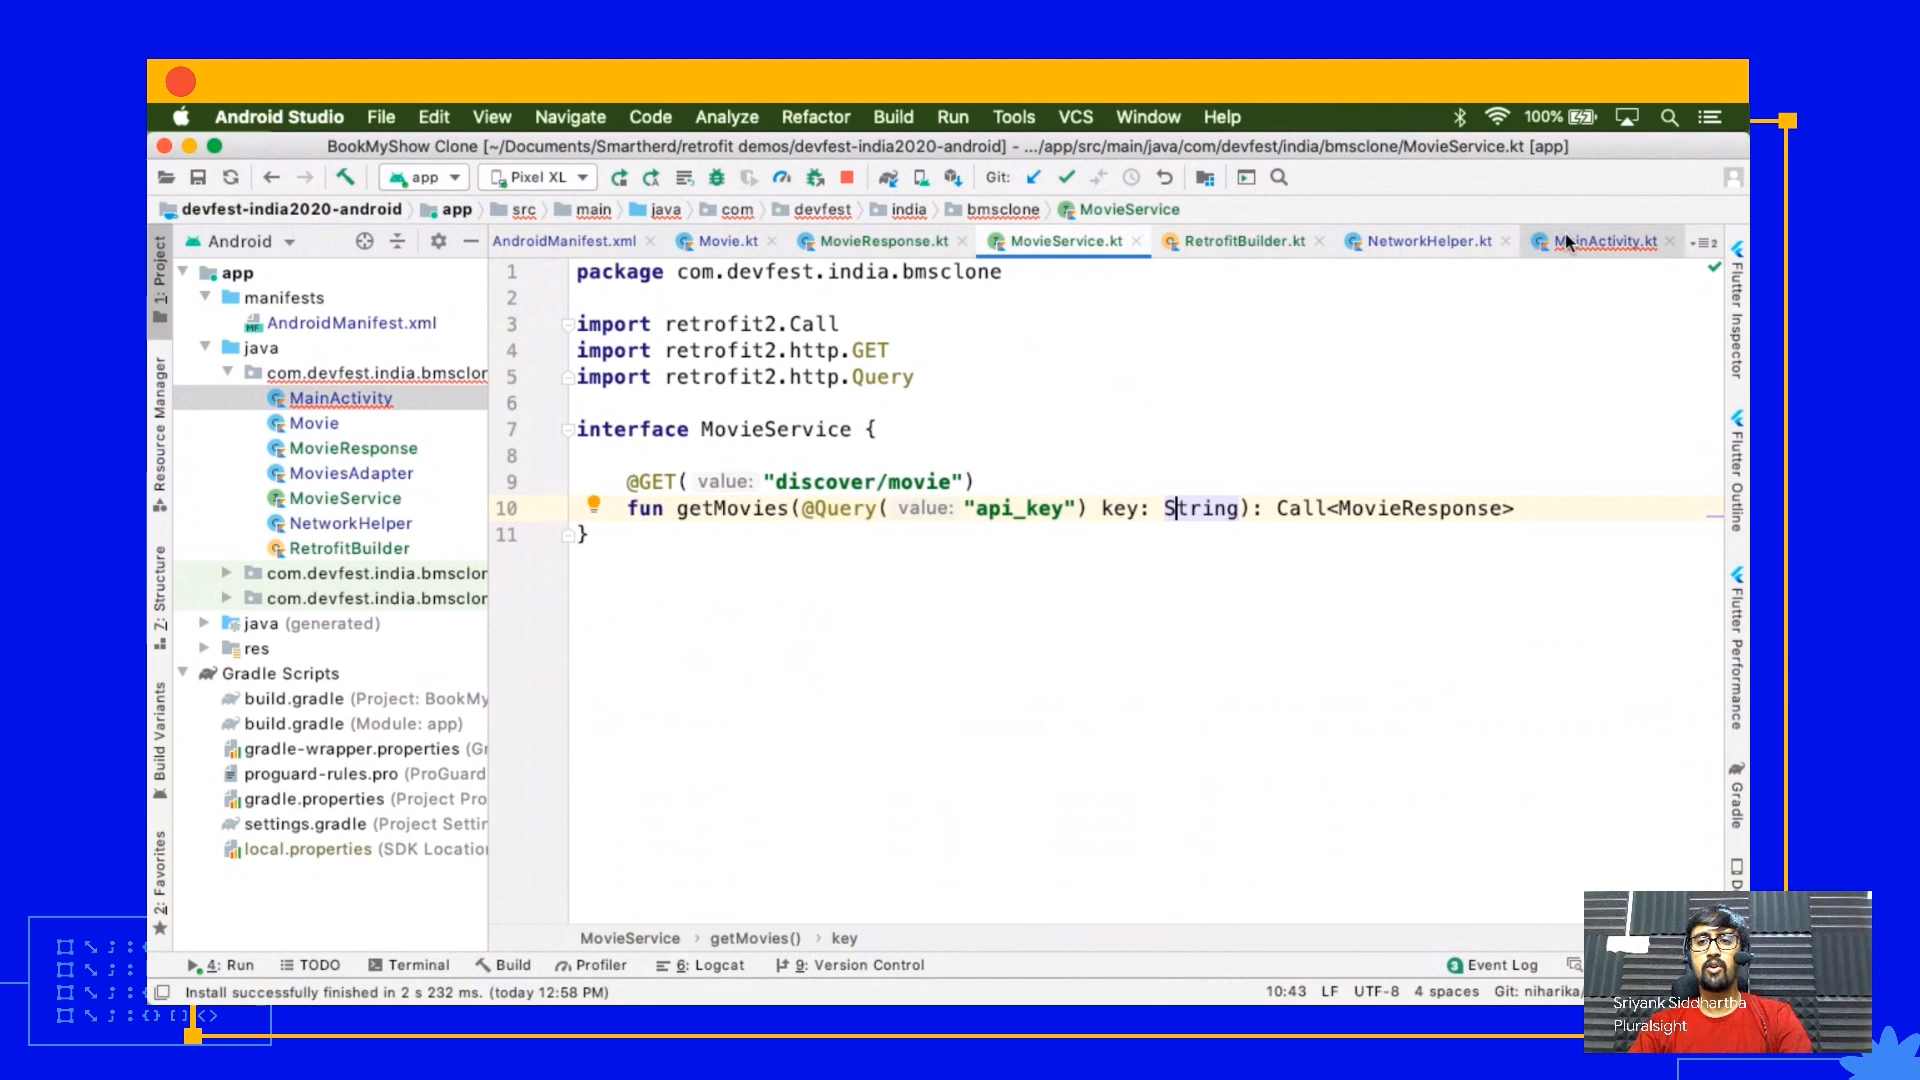 Android Studio File Edit View Navigate Code Analyze Refactor Build Run Tools VCS Window Help 100%
BookMyShow Clone [~/Documents/Smartherd/retrofit demos/devfest-india2020-android] - .../app/src/main/java/com/devfest/india/bmsclone/MovieService.kt [app]
app Pixel XL Git:
devfest-india2020-android app src main java com devfest india bmsclone MovieService
Android
AndroidManifest.xml Movie.kt MovieResponse.kt MovieService.kt RetrofitBuilder.kt NetworkHelper.kt MainActivity.kt 2
1: Project
Resource Manager
7: Structure
Build Variants
2: Favorites
app
manifests
AndroidManifest.xml
java
com.devfest.india.bmsclon
MainActivity
Movie
MovieResponse
MoviesAdapter
MovieService
NetworkHelper
RetrofitBuilder
com.devfest.india.bmsclor
com.devfest.india.bmsclor
java (generated)
res
Gradle Scripts
build.gradle (Project: BookMy
build.gradle (Module: app)
gradle-wrapper.properties (Gr
proguard-rules.pro (ProGuard
gradle.properties (Project Pro
settings.gradle (Project Settir
local.properties (SDK Location
1 package com.devfest.india.bmsclone
2
3 import retrofit2.Call
4 import retrofit2.http.GET
5 import retrofit2.http.Query
6
7 interface MovieService {
8
9 @GET( value: "discover/movie")
10 fun getMovies(@Query( value: "api_key") key: String): Call<MovieResponse>
11 }
Flutter Inspector
Flutter Outline
Flutter Performance
Gradle
MovieService › getMovies() › key
4: Run TODO Terminal Build Profiler 6: Logcat 9: Version Control 3 Event Log
Install successfully finished in 2 s 232 ms. (today 12:58 PM) 10:43 LF UTF-8 4 spaces Git: niharika/
Sriyank Siddhartha
Pluralsight